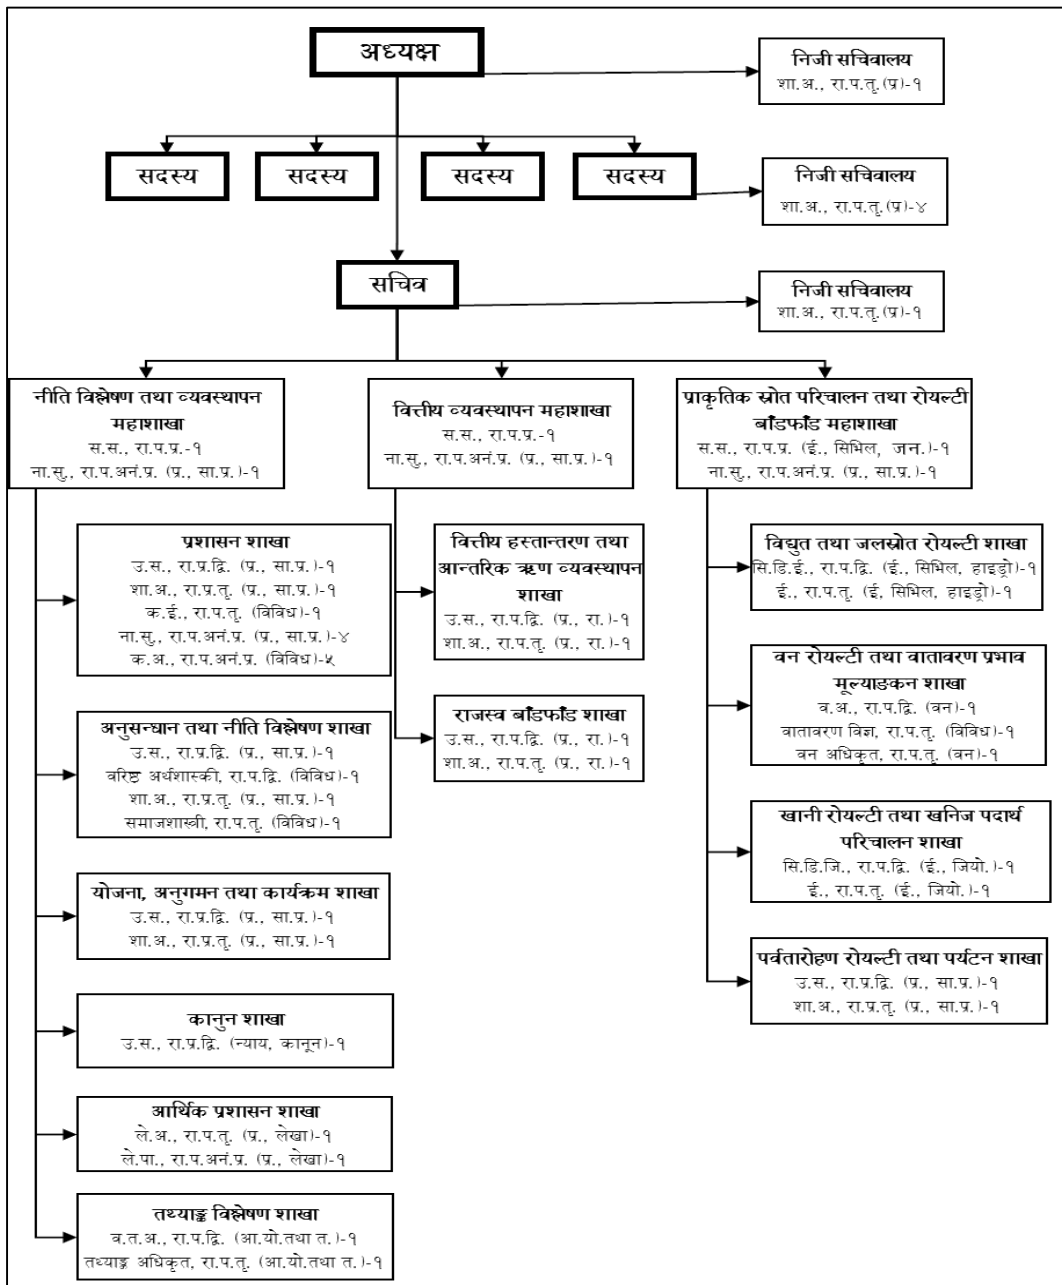 अध्यक्ष
निजी सचिवालय
शा.अ., रा.प.तृ.(प्र)-१
सदस्य
सदस्य
सदस्य
सदस्य
निजी सचिवालय
शा.अ., रा.प.तृ.(प्र)-४
सचिव
निजी सचिवालय
शा.अ., रा.प.तृ.(प्र)-१
नीति विश्लेषण तथा व्यवस्थापन
महाशाखा
स.स., रा.प.प्र.-१
ना.सु., रा.प.अनं.प्र. (प्र., सा.प्र.)-१
प्रशासन शाखा
उ.स., रा.प्र.द्वि. (प्र., सा.प्र.)-१
शा.अ., रा.प्र.तृ. (प्र., सा.प्र.)-१
क.ई., रा.प.तृ. (विविध)-१
ना.सु., रा.प.अनं.प्र. (प्र., सा.प्र.)-४
क.अ., रा.प.अनं.प्र. (विविध)-५
अनुसन्धान तथा नीति विश्लेषण शाखा
उ.स., रा.प्र.द्वि. (प्र., सा.प्र.)-१
वरिष्ट अर्थशास्की, रा.प.द्वि. (विविध)-१
शा.अ., रा.प्र.तृ. (प्र., सा.प्र.)-१
समाजशास्त्री, रा.प.तृ. (विविध)-१
योजना, अनुगमन तथा कार्यक्रम शाखा
उ.स., रा.प्र.द्वि. (प्र., सा.प्र.)-१
शा.अ., रा.प्र.तृ. (प्र., सा.प्र.)-१
कानुन शाखा
उ.स., रा.प्र.द्वि. (न्याय, कानून)-१
आर्थिक प्रशासन शाखा
ले.अ., रा.प.तृ. (प्र., लेखा)-१
ले.पा., रा.प.अनं.प्र. (प्र., लेखा)-१
तथ्याङ्क विश्लेषण शाखा
व.त.अ., रा.प.द्वि. (आ.यो.तथा त.)-१
तथ्याङ्क अधिकृत, रा.प.तृ. (आ.यो.तथा त.)-१
वित्तीय व्यवस्थापन महाशाखा
स.स., रा.प.प्र.-१
ना.सु., रा.प.अनं.प्र. (प्र., सा.प्र.)-१
वित्तीय हस्तान्तरण तथा
आन्तरिक ऋण व्यवस्थापन
शाखा
उ.स., रा.प.द्वि. (प्र., रा.)-१
शा.अ., रा.प.तृ. (प्र., रा.)-१
राजस्व बाँडफाँड शाखा
उ.स., रा.प.द्वि. (प्र., रा.)-१
शा.अ., रा.प.तृ. (प्र., रा.)-१
प्राकृतिक स्रोत परिचालन तथा रोयल्टी
बाँडफाँड महाशाखा
स.स., रा.प.प्र. (ई., सिभिल, जन.)-१
ना.सु., रा.प.अनं.प्र. (प्र., सा.प्र.)-१
विद्युत तथा जलस्रोत रोयल्टी शाखा
सि.डि.ई., रा.प.द्वि. (ई., सिभिल, हाइड्रो)-१
ई., रा.प.तृ. (ई, सिभिल, हाइड्रो)-१
वन रोयल्टी तथा वातावरण प्रभाव
मूल्याङकन शाखा
व.अ., रा.प.द्वि. (वन)-१
वातावरण विज्ञ, रा.प.तृ. (विविध)-१
वन अधिकृत, रा.प.तृ. (वन)-१
खानी रोयल्टी तथा खनिज पदार्थ
परिचालन शाखा
सि.डि.जि., रा.प.द्वि. (ई., जियो.)-१
ई., रा.प.तृ. (ई., जियो.)-१
पर्वतारोहण रोयल्टी तथा पर्यटन शाखा
उ.स., रा.प्र.द्वि. (प्र., सा.प्र.)-१
शा.अ., रा.प्र.तृ. (प्र., सा.प्र.)-१